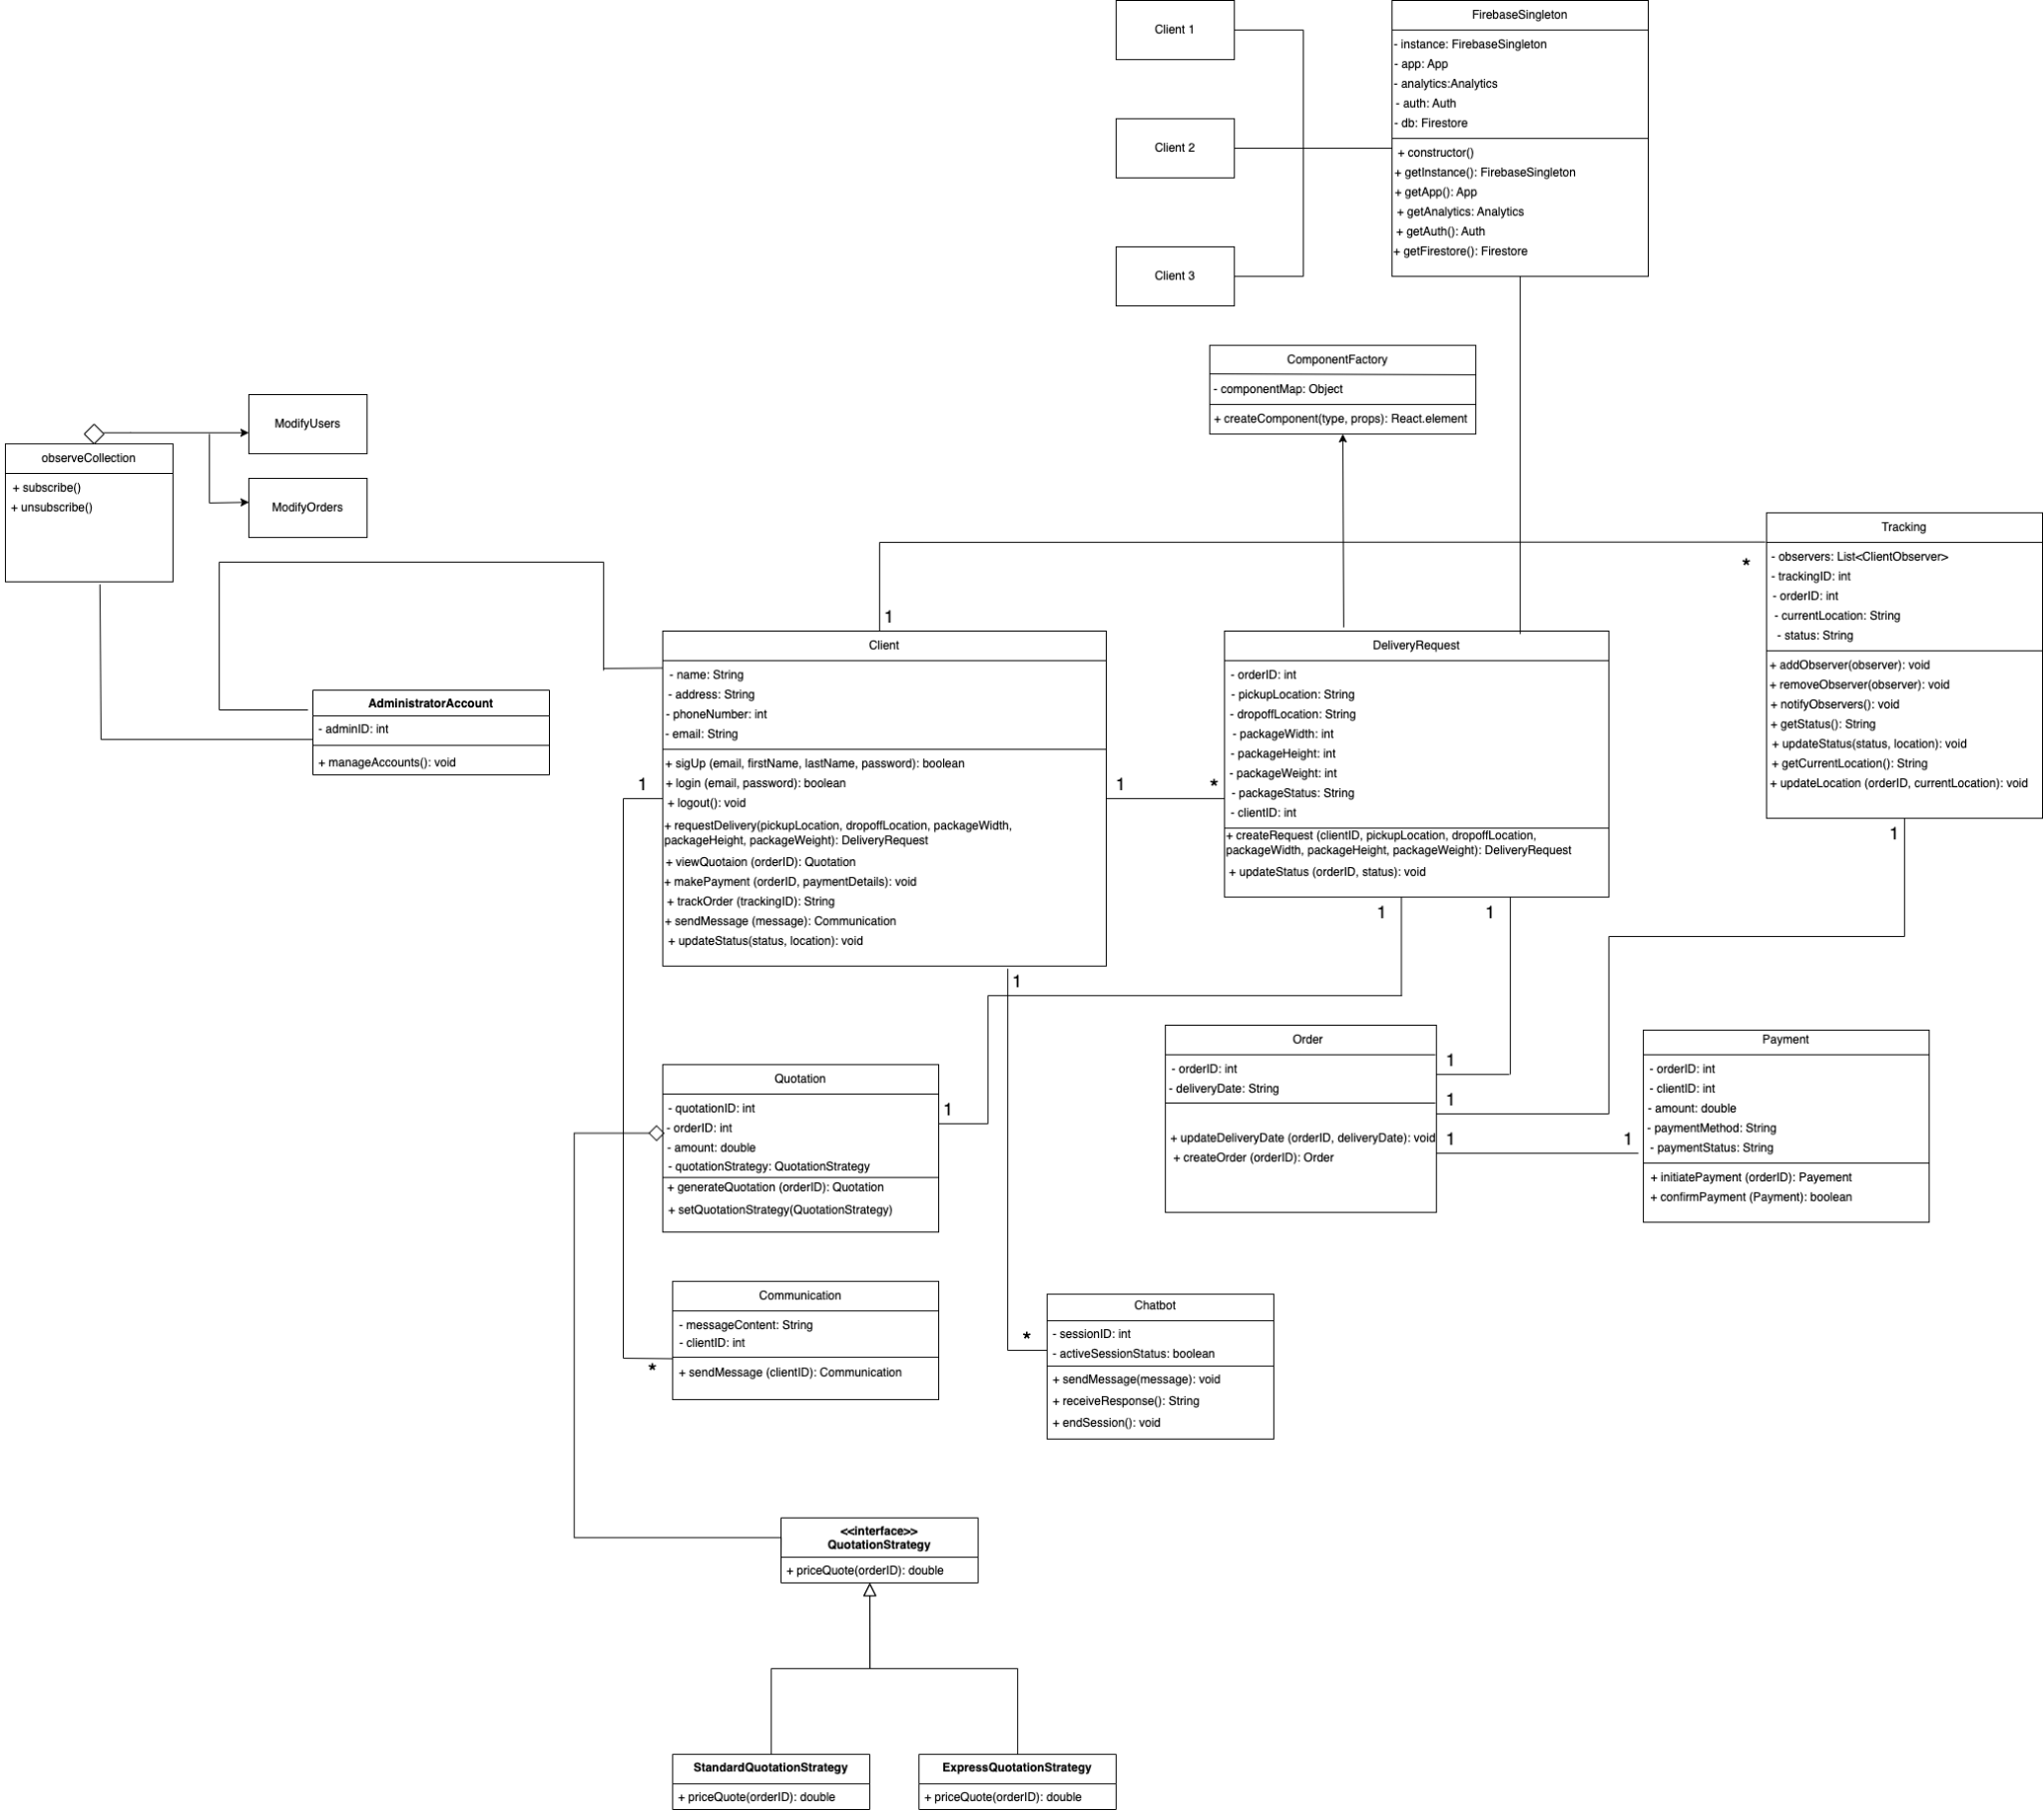 Client 1
Client 2
Client 3
FirebaseSingleton
- instance: FirebaseSingleton
- app: App
- analytics:Analytics
- auth: Auth
- db: Firestore
+ constructor()
+ getInstance(): FirebaseSingleton
+ getApp(): App
+ getAnalytics: Analytics
+ getAuth(): Auth
+ getFirestore(): Firestore
ComponentFactory
- componentMap: Object
+ createComponent(type, props): React.element
ModifyUsers
ModifyOrders
observeCollection
+ subscribe()
+ unsubscribe()
Tracking
- observers: List<ClientObserver>
- trackingID: int
- orderID: int
- currentLocation: String
- status: String
+ addObserver(observer): void
+ removeObserver(observer): void
+ notifyObservers(): void
+ getStatus(): String
+ updateStatus(status, location): void
+ getCurrentLocation(): String
+ updateLocation (orderID, currentLocation): void
*
1
1
AdministratorAccount
- adminID: int
+ manageAccounts(): void
Client
- name: String
- address: String
- phoneNumber: int
- email: String
+ sigUp (email, firstName, lastName, password): boolean
+ login (email, password): boolean
+ logout(): void
+ requestDelivery(pickupLocation, dropoffLocation, packageWidth,
packageHeight, packageWeight): DeliveryRequest
+ viewQuotaion (orderID): Quotation
+ makePayment (orderID, paymentDetails): void
+ trackOrder (trackingID): String
+ sendMessage (message): Communication
+ updateStatus(status, location): void
1
1
*
1
DeliveryRequest
- orderID: int
- pickupLocation: String
- dropoffLocation: String
- packageWidth: int
- packageHeight: int
- packageWeight: int
- packageStatus: String
- clientID: int
+ createRequest (clientID, pickupLocation, dropoffLocation,
packageWidth, packageHeight, packageWeight): DeliveryRequest
+ updateStatus (orderID, status): void
1
1
Order
- orderID: int
- deliveryDate: String
+ updateDeliveryDate (orderID, deliveryDate): void
+ createOrder (orderID): Order
1
1
1
1
Payment
- orderID: int
- clientID: int
- amount: double
- paymentMethod: String
- paymentStatus: String
+ initiatePayment (orderID): Payement
+ confirmPayment (Payment): boolean
Quotation
- quotationID: int
- orderID: int
- amount: double
- quotationStrategy: QuotationStrategy
+ generateQuotation (orderID): Quotation
+ setQuotationStrategy(QuotationStrategy)
1
Communication
- messageContent: String
- clientID: int
+ sendMessage (clientID): Communication
*
Chatbot
- sessionID: int
- activeSessionStatus: boolean
+ sendMessage(message): void
+ receiveResponse(): String
+ endSession(): void
*
<<interface>>
QuotationStrategy
+ priceQuote(orderID): double
StandardQuotationStrategy
+ priceQuote(orderID): double
ExpressQuotationStrategy
+ priceQuote(orderID): double